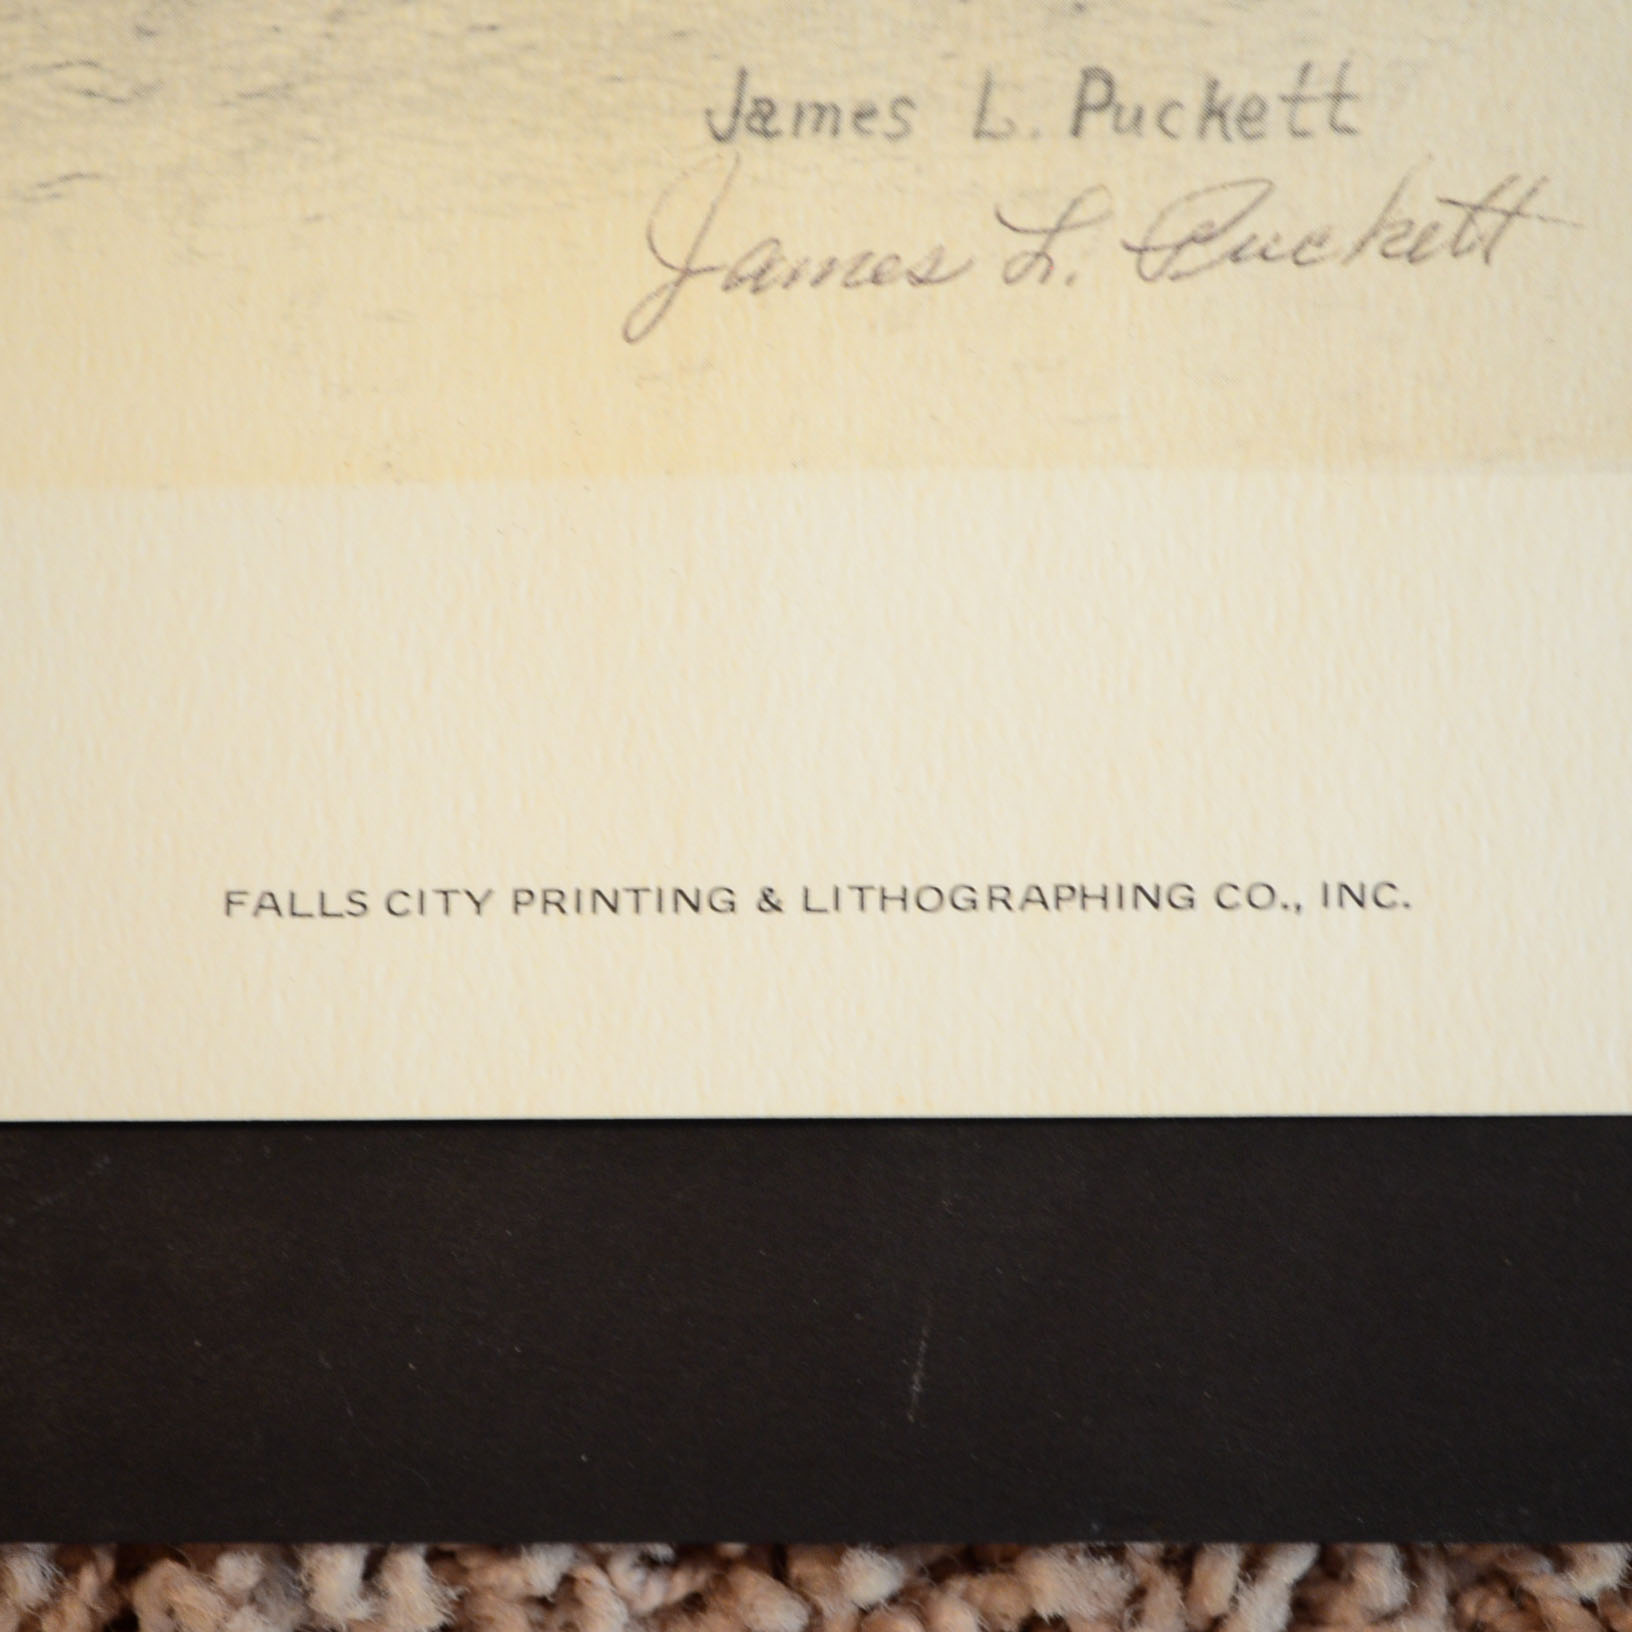 James L. Puckett
James L. Puckett
FALLS CITY PRINTING & LITHOGRAPHING CO., INC.